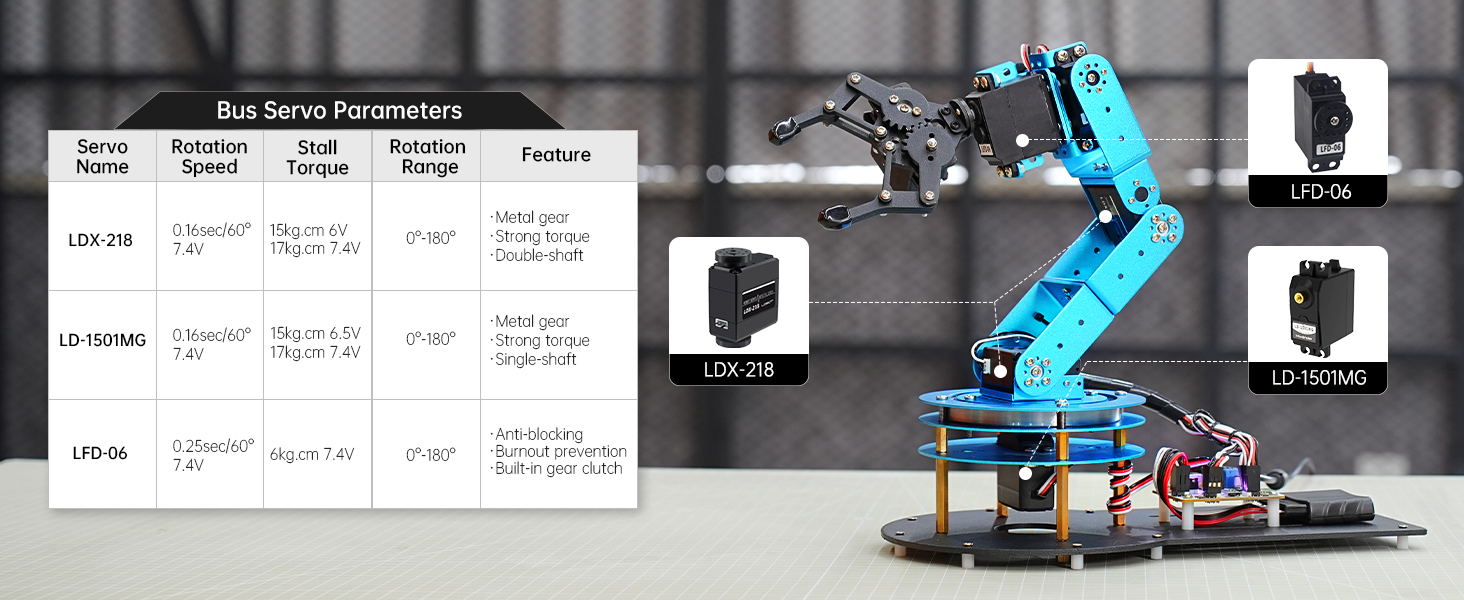 Bus Servo Parameters
Servo Name
Rotation Speed
Stall Torque
Rotation Range
Feature
LDX-218
0.16sec/60°
7.4V
15kg.cm 6V
17kg.cm 7.4V
0°-180°
·Metal gear
·Strong torque
·Double-shaft
LD-1501MG
0.16sec/60°
7.4V
15kg.cm 6.5V
17kg.cm 7.4V
0°-180°
·Metal gear
·Strong torque
·Single-shaft
LFD-06
0.25sec/60°
7.4V
6kg.cm 7.4V
0°-180°
·Anti-blocking
·Burnout prevention
·Built-in gear clutch
LDX-218
LDX-218
LFD-06
LFD-06
LD-1501MG
LD-1501MG